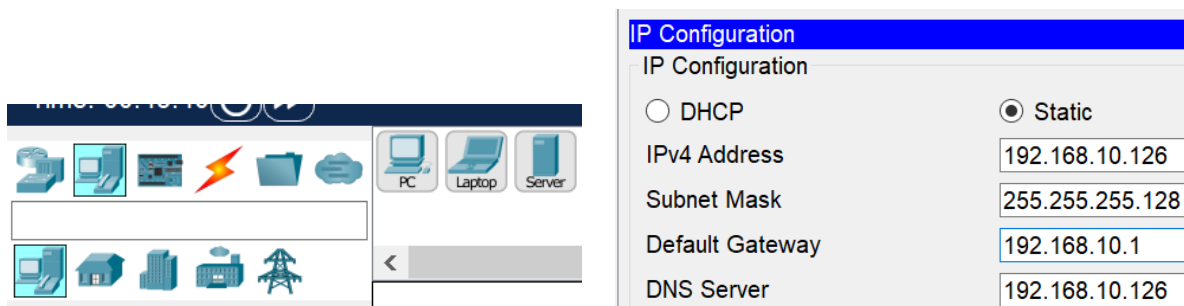 PC Laptop Server
IP Configuration
IP Configuration
DHCP Static
IPv4 Address 192.168.10.126
Subnet Mask 255.255.255.128
Default Gateway 192.168.10.1
DNS Server 192.168.10.126